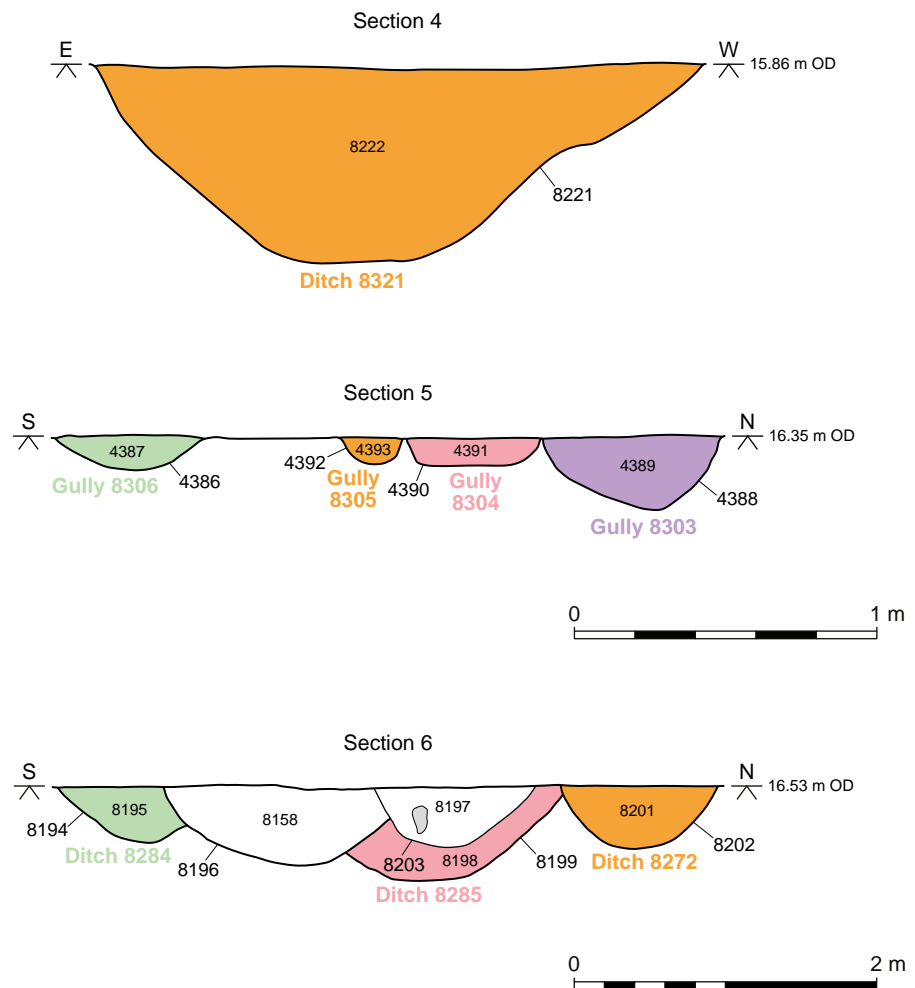 Section 4
E
W
15.86 m OD
8222
8221
Ditch 8321
Section 5
S
N
16.35 m OD
4387
4393
4391
4389
4392
4386
4390
4388
Gully 8306
Gully
8305
Gully
8304
Gully 8303
0
1 m
Section 6
S
N
16.53 m OD
8195
8158
8197
8201
8194
8196
8203
8198
8199
8202
Ditch 8284
Ditch 8285
Ditch 8272
0
2 m